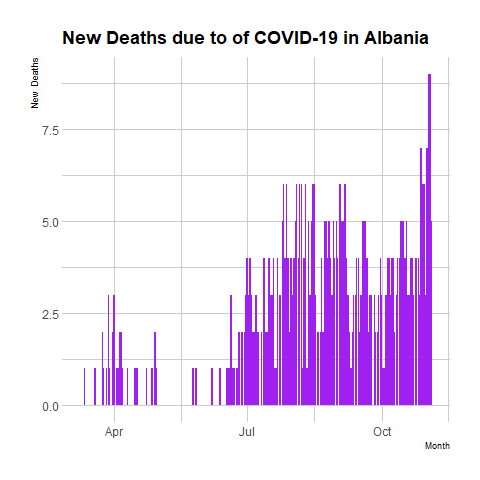 New Deaths due to of COVID-19 in Albania
New Deaths
7.5
5.0
2.5
0.0
Apr
Jul
Oct
Month